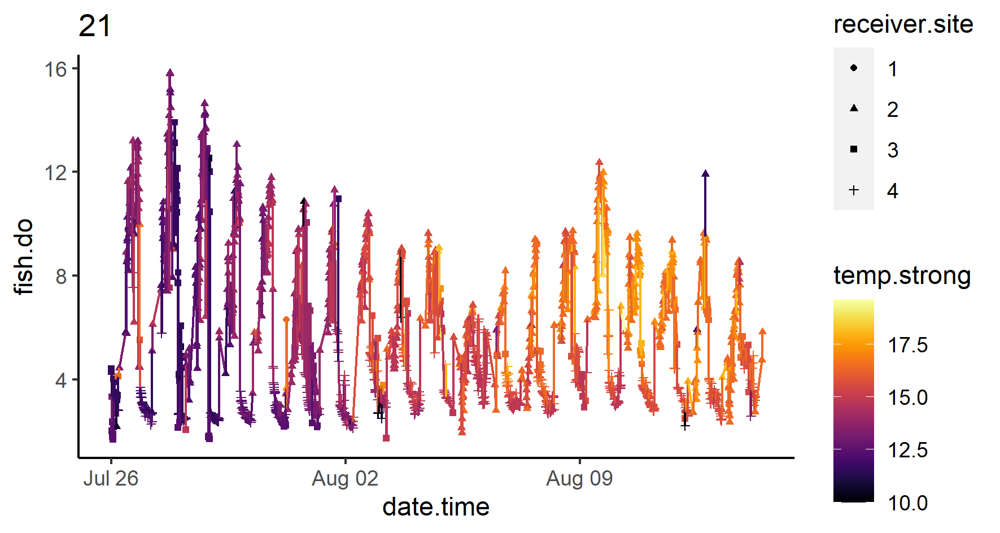 21
receiver.site
1
2
3
4
temp.strong
17.5
15.0
12.5
10.0
fish.do
16
12
8
4
Jul 26
Aug 02
Aug 09
date.time